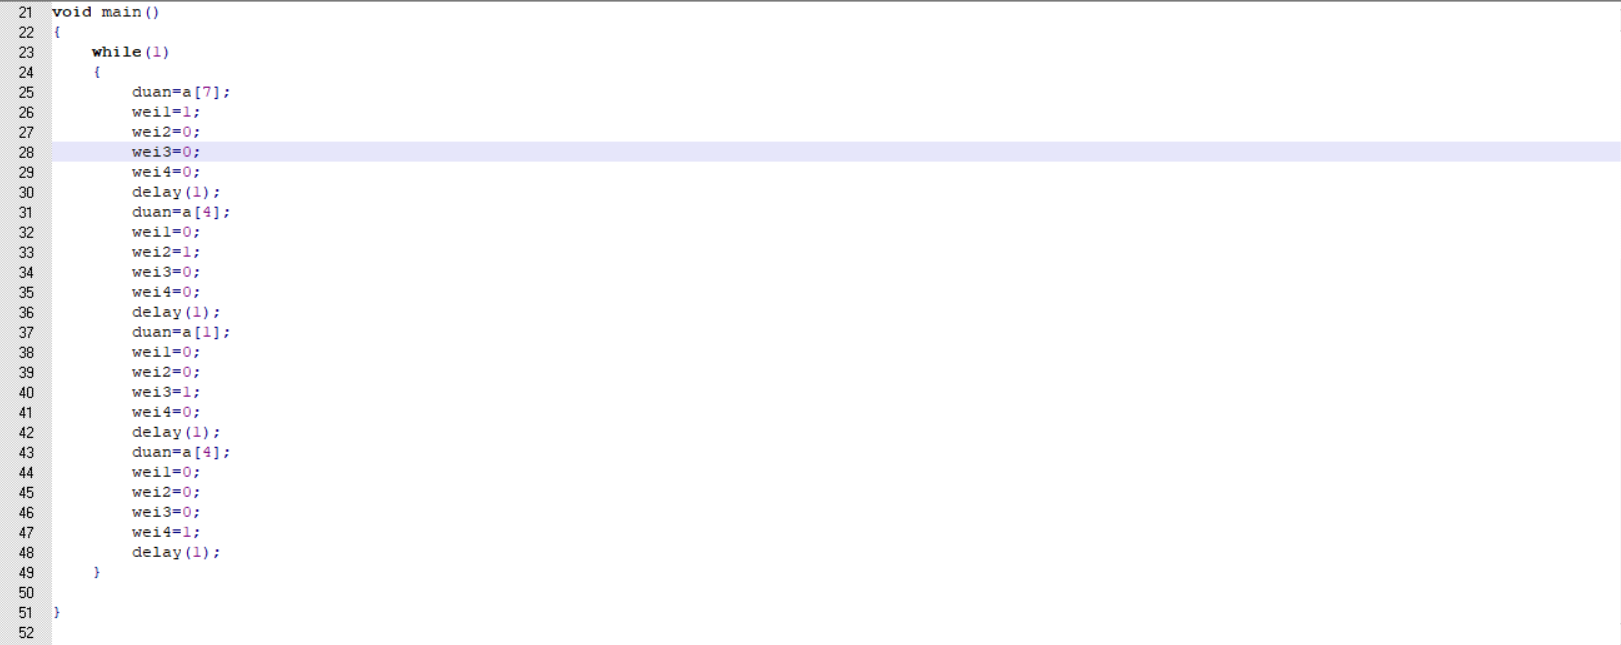 21 void main()
22 {
23     while(1)
24     {
25         duan=a[7];
26         wei1=1;
27         wei2=0;
28         wei3=0;
29         wei4=0;
30         delay(1);
31         duan=a[4];
32         wei1=0;
33         wei2=1;
34         wei3=0;
35         wei4=0;
36         delay(1);
37         duan=a[1];
38         wei1=0;
39         wei2=0;
40         wei3=1;
41         wei4=0;
42         delay(1);
43         duan=a[4];
44         wei1=0;
45         wei2=0;
46         wei3=0;
47         wei4=1;
48         delay(1);
49     }
50
51 }
52